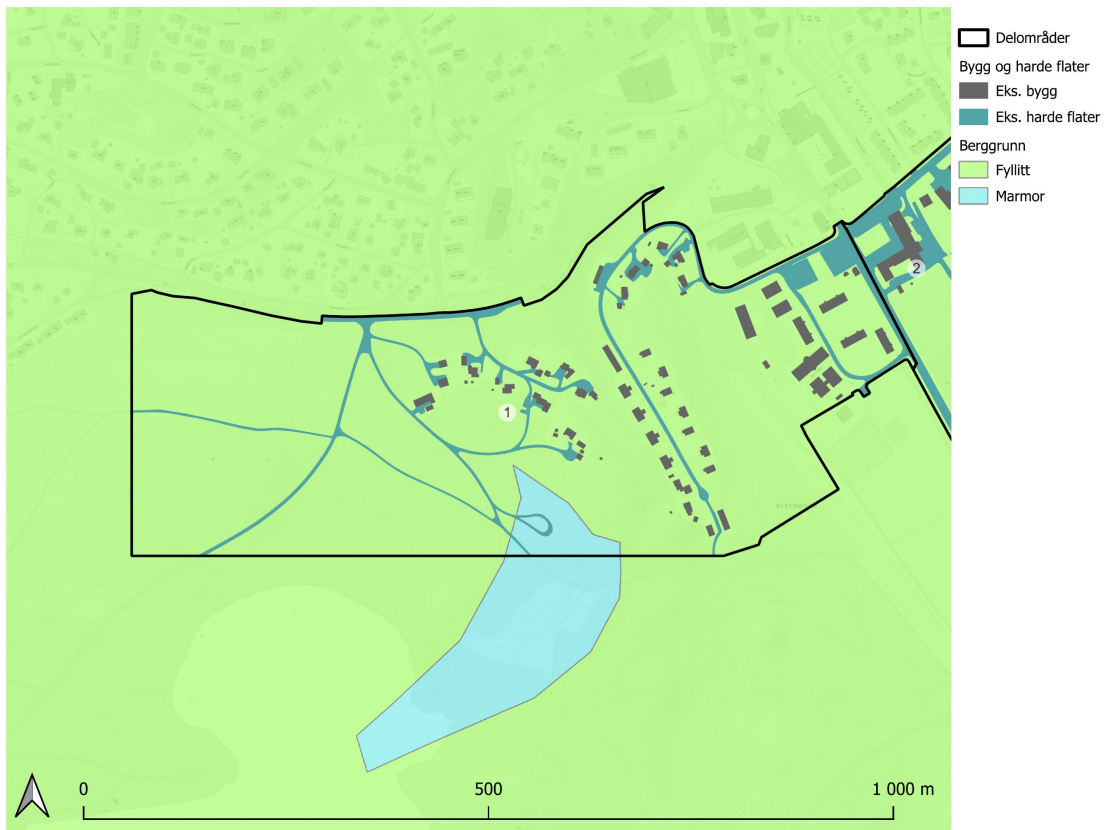 Delområder
Bygg og harde flater
Eks. bygg
Eks. harde flater
Berggrunn
Fyllitt
Marmor
2
1
0 500 1 000 m